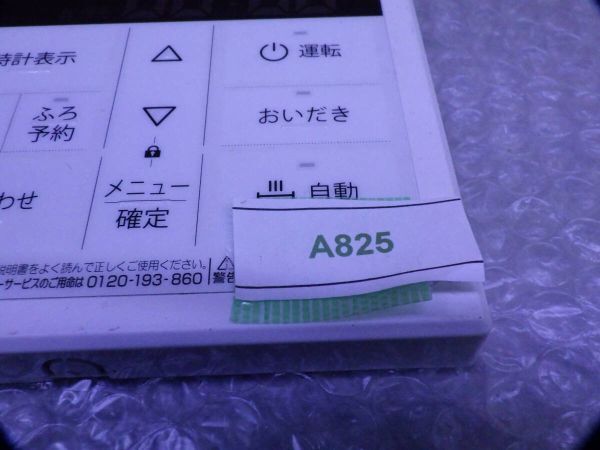 時計表示
運転
ふろ
予約
おいだき
わせ
メニュー
確定
自動
A825
説明書をよく読んで正しくご使用ください。
ーサービスのご用命は 0120-193-860
警告